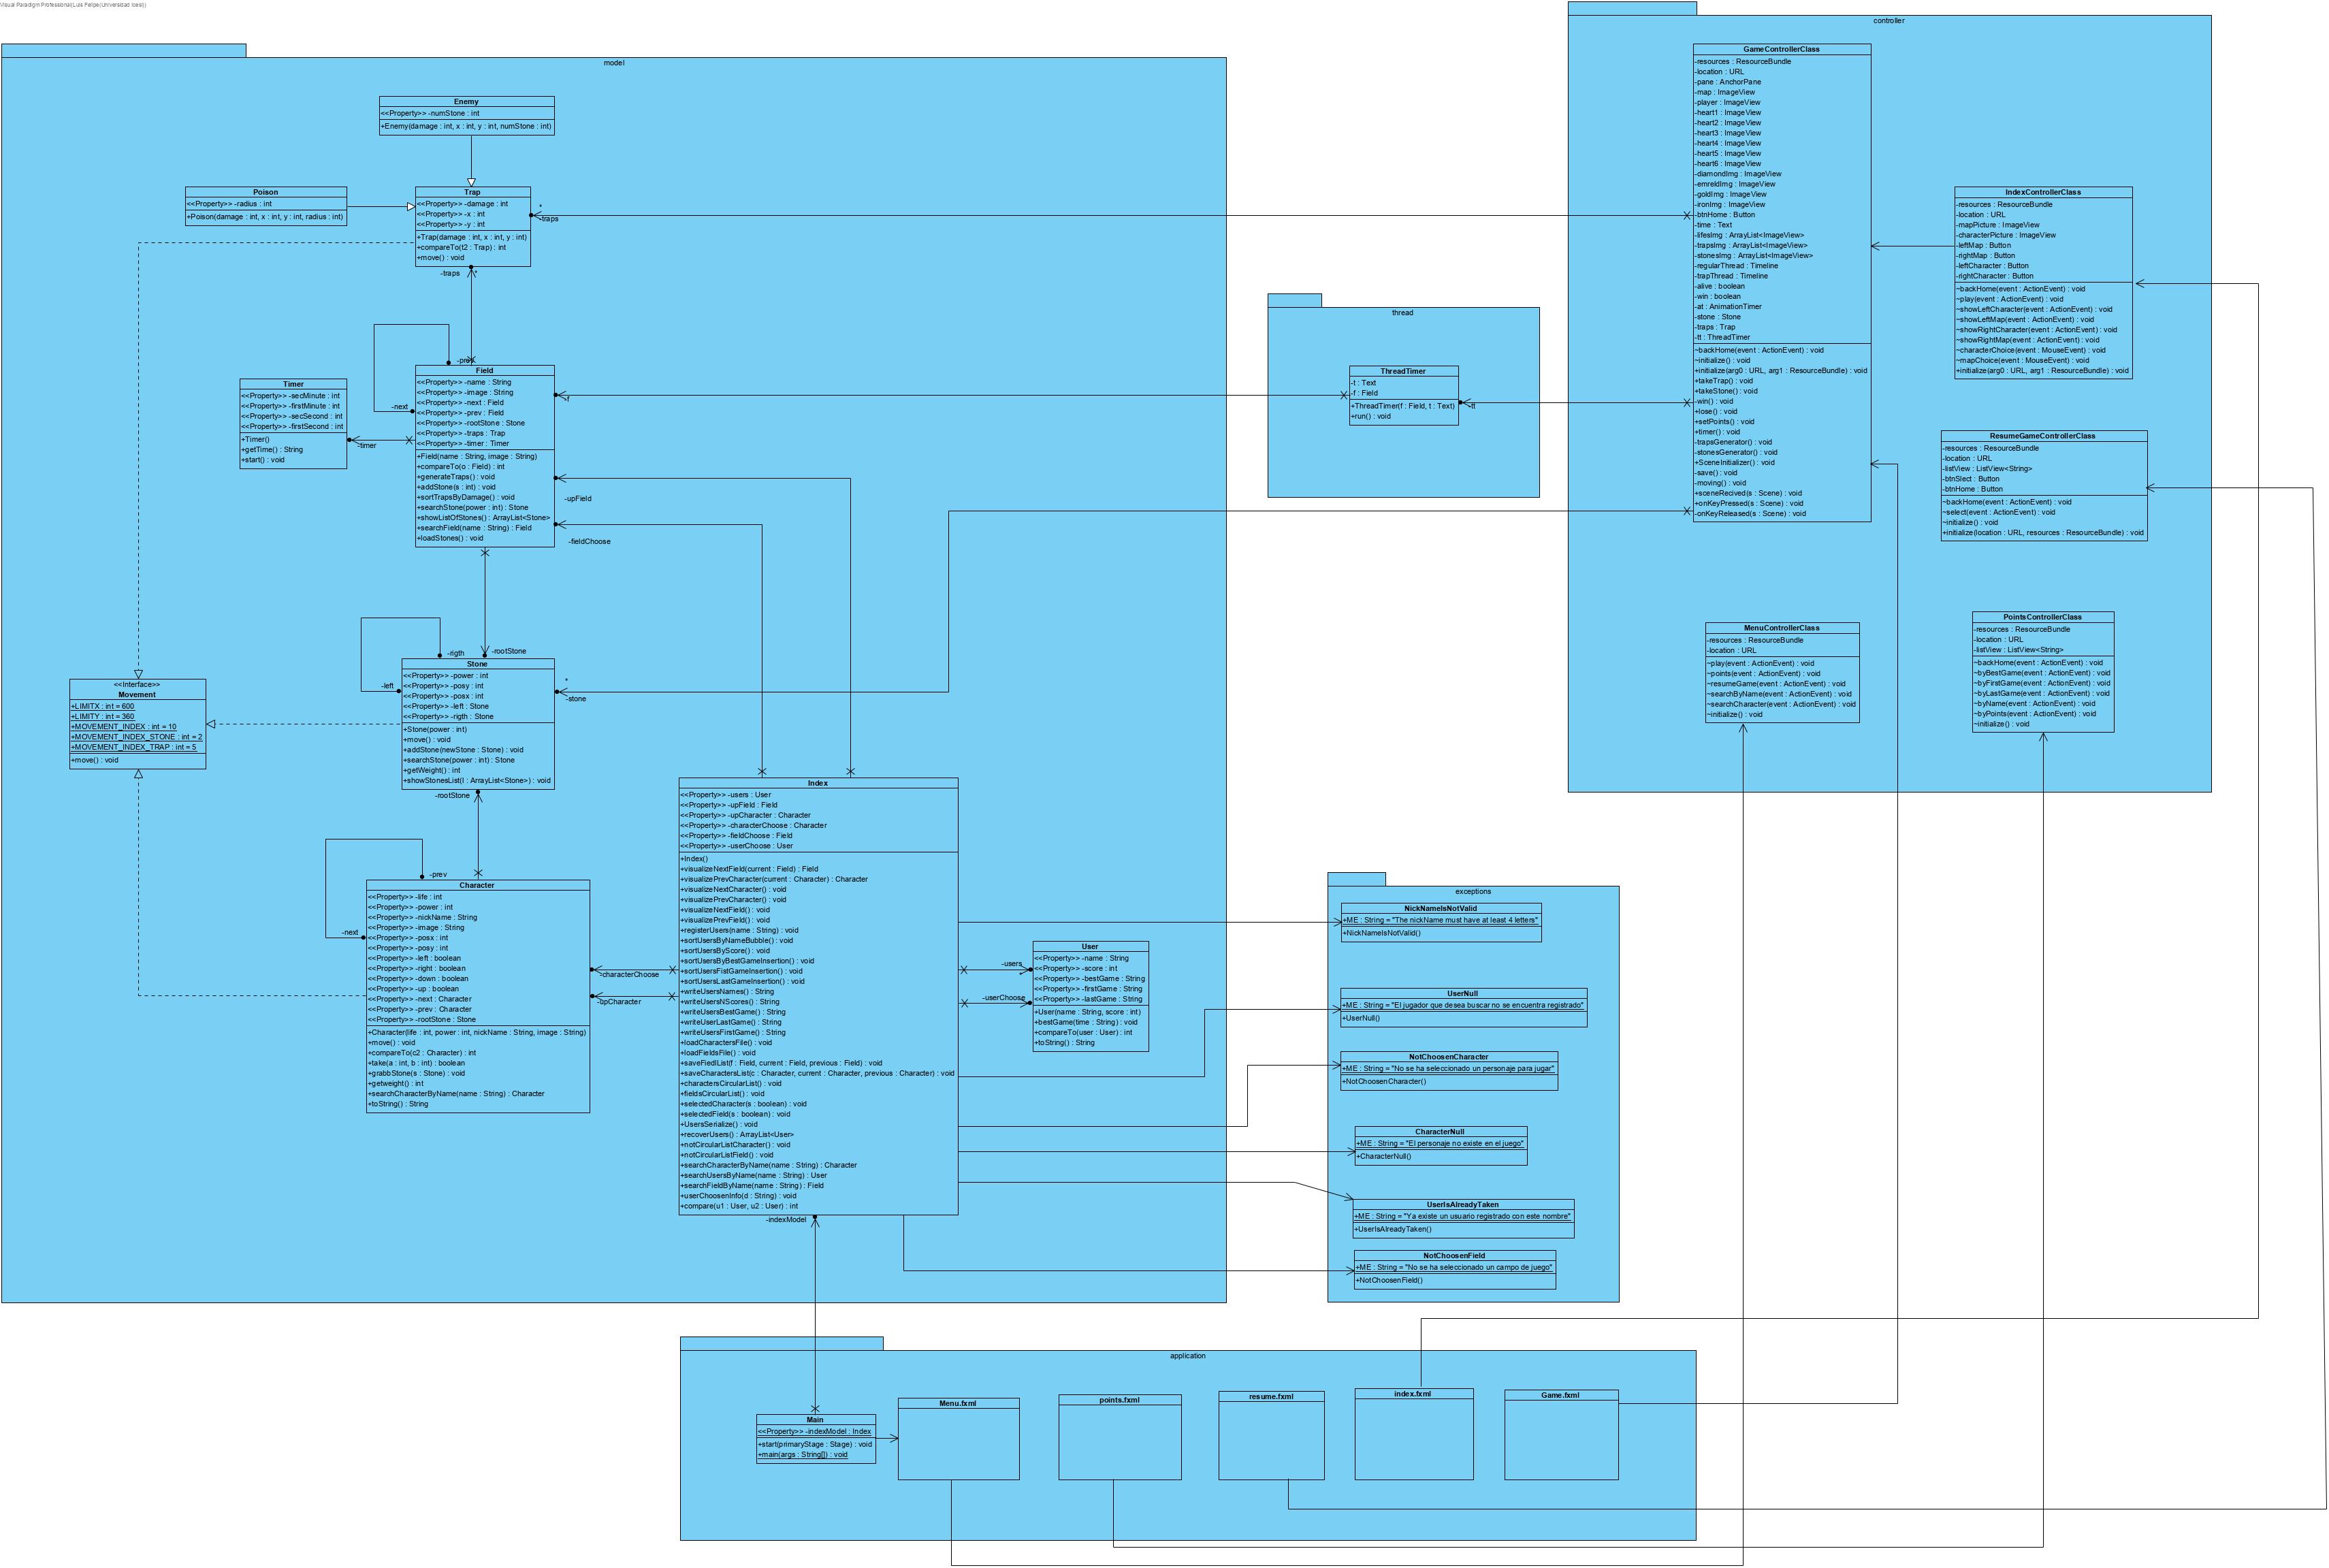 Visual Paradigm Professional(Luis Felipe(Universidad Icesi))
model
Enemy
<<Property>> -numStone : int
+Enemy(damage : int, x : int, y : int, numStone : int)
Poison
<<Property>> -radius : int
+Poison(damage : int, x : int, y : int, radius : int)
Trap
<<Property>> -damage : int
<<Property>> -x : int
<<Property>> -y : int
+Trap(damage : int, x : int, y : int)
+compareTo(t2 : Trap) : int
+move() : void
*
-traps
-traps
*
-prev
-next
Field
<<Property>> -name : String
<<Property>> -image : String
<<Property>> -next : Field
<<Property>> -prev : Field
<<Property>> -rootStone : Stone
<<Property>> -traps : Trap
<<Property>> -timer : Timer
+Field(name : String, image : String)
+compareTo(o : Field) : int
+generateTraps() : void
+addStone(s : int) : void
+sortTrapsByDamage() : void
+searchStone(power : int) : Stone
+showListOfStones() : ArrayList<Stone>
+searchField(name : String) : Field
+loadStones() : void
-f
-upField
-fieldChoose
Timer
<<Property>> -secMinute : int
<<Property>> -firstMinute : int
<<Property>> -secSecond : int
<<Property>> -firstSecond : int
+Timer()
+getTime() : String
+start() : void
-timer
-rigth
-rootStone
-left
Stone
<<Property>> -power : int
<<Property>> -posy : int
<<Property>> -posx : int
<<Property>> -left : Stone
<<Property>> -rigth : Stone
+Stone(power : int)
+move() : void
+addStone(newStone : Stone) : void
+searchStone(power : int) : Stone
+getWeight() : int
+showStonesList(l : ArrayList<Stone>) : void
*
-stone
-rootStone
<<Interface>>
Movement
+LIMITX : int = 600
+LIMITY : int = 360
+MOVEMENT_INDEX : int = 10
+MOVEMENT_INDEX_STONE : int = 2
+MOVEMENT_INDEX_TRAP : int = 5
+move() : void
-prev
-next
Character
<<Property>> -life : int
<<Property>> -power : int
<<Property>> -nickName : String
<<Property>> -image : String
<<Property>> -posx : int
<<Property>> -posy : int
<<Property>> -left : boolean
<<Property>> -right : boolean
<<Property>> -down : boolean
<<Property>> -up : boolean
<<Property>> -next : Character
<<Property>> -prev : Character
<<Property>> -rootStone : Stone
+Character(life : int, power : int, nickName : String, image : String)
+move() : void
+compareTo(c2 : Character) : int
+take(a : int, b : int) : boolean
+grabbStone(s : Stone) : void
+getweight() : int
+searchCharacterByName(name : String) : Character
+toString() : String
-characterChoose
-upCharacter
Index
<<Property>> -users : User
<<Property>> -upField : Field
<<Property>> -upCharacter : Character
<<Property>> -characterChoose : Character
<<Property>> -fieldChoose : Field
<<Property>> -userChoose : User
+Index()
+visualizeNextField(current : Field) : Field
+visualizePrevCharacter(current : Character) : Character
+visualizeNextCharacter() : void
+visualizePrevCharacter() : void
+visualizeNextField() : void
+visualizePrevField() : void
+registerUsers(name : String) : void
+sortUsersByNameBubble() : void
+sortUsersByScore() : void
+sortUsersByBestGameInsertion() : void
+sortUsersFistGameInsertion() : void
+sortUsersLastGameInsertion() : void
+writeUsersNames() : String
+writeUsersNScores() : String
+writeUsersBestGame() : String
+writeUserLastGame() : String
+writeUsersFirstGame() : String
+loadCharactersFile() : void
+loadFieldsFile() : void
+saveFiedlList(f : Field, current : Field, previous : Field) : void
+saveCharactersList(c : Character, current : Character, previous : Character) : void
+charactersCircularList() : void
+fieldsCircularList() : void
+selectedCharacter(s : boolean) : void
+selectedField(s : boolean) : void
+UsersSerialize() : void
+recoverUsers() : ArrayList<User>
+notCircularListCharacter() : void
+notCircularListField() : void
+searchCharacterByName(name : String) : Character
+searchUsersByName(name : String) : User
+searchFieldByName(name : String) : Field
+userChoosenInfo(d : String) : void
+compare(u1 : User, u2 : User) : int
-indexModel
-users
*
-userChoose
User
<<Property>> -name : String
<<Property>> -score : int
<<Property>> -bestGame : String
<<Property>> -firstGame : String
<<Property>> -lastGame : String
+User(name : String, score : int)
+bestGame(time : String) : void
+compareTo(user : User) : int
+toString() : String
thread
ThreadTimer
-t : Text
-f : Field
+ThreadTimer(f : Field, t : Text)
+run() : void
-tt
controller
GameControllerClass
-resources : ResourceBundle
-location : URL
-pane : AnchorPane
-map : ImageView
-player : ImageView
-heart1 : ImageView
-heart2 : ImageView
-heart3 : ImageView
-heart4 : ImageView
-heart5 : ImageView
-heart6 : ImageView
-diamondImg : ImageView
-emreldImg : ImageView
-goldImg : ImageView
-ironImg : ImageView
-btnHome : Button
-time : Text
-lifesImg : ArrayList<ImageView>
-trapsImg : ArrayList<ImageView>
-stonesImg : ArrayList<ImageView>
-regularThread : Timeline
-trapThread : Timeline
-alive : boolean
-win : boolean
-at : AnimationTimer
-stone : Stone
-traps : Trap
-tt : ThreadTimer
~backHome(event : ActionEvent) : void
~initialize() : void
+initialize(arg0 : URL, arg1 : ResourceBundle) : void
+takeTrap() : void
+takeStone() : void
-win() : void
+lose() : void
+setPoints() : void
+timer() : void
-trapsGenerator() : void
-stonesGenerator() : void
+SceneInitializer() : void
-save() : void
-moving() : void
+sceneRecived(s : Scene) : void
+onKeyPressed(s : Scene) : void
-onKeyReleased(s : Scene) : void
IndexControllerClass
-resources : ResourceBundle
-location : URL
-mapPicture : ImageView
-characterPicture : ImageView
-leftMap : Button
-rightMap : Button
-leftCharacter : Button
-rightCharacter : Button
~backHome(event : ActionEvent) : void
~play(event : ActionEvent) : void
~showLeftCharacter(event : ActionEvent) : void
~showLeftMap(event : ActionEvent) : void
~showRightCharacter(event : ActionEvent) : void
~showRightMap(event : ActionEvent) : void
~characterChoice(event : MouseEvent) : void
~mapChoice(event : MouseEvent) : void
+initialize(arg0 : URL, arg1 : ResourceBundle) : void
ResumeGameControllerClass
-resources : ResourceBundle
-location : URL
-listView : ListView<String>
-btnSlect : Button
-btnHome : Button
~backHome(event : ActionEvent) : void
~select(event : ActionEvent) : void
~initialize() : void
+initialize(location : URL, resources : ResourceBundle) : void
MenuControllerClass
-resources : ResourceBundle
-location : URL
~play(event : ActionEvent) : void
~points(event : ActionEvent) : void
~resumeGame(event : ActionEvent) : void
~searchByName(event : ActionEvent) : void
~searchCharacter(event : ActionEvent) : void
~initialize() : void
PointsControllerClass
-resources : ResourceBundle
-location : URL
-listView : ListView<String>
~backHome(event : ActionEvent) : void
~byBestGame(event : ActionEvent) : void
~byFirstGame(event : ActionEvent) : void
~byLastGame(event : ActionEvent) : void
~byName(event : ActionEvent) : void
~byPoints(event : ActionEvent) : void
~initialize() : void
exceptions
NickNameIsNotValid
+ME : String = "The nickName must have at least 4 letters"
+NickNameIsNotValid()
UserNull
+ME : String = "El jugador que desea buscar no se encuentra registrado"
+UserNull()
NotChoosenCharacter
+ME : String = "No se ha seleccionado un personaje para jugar"
+NotChoosenCharacter()
CharacterNull
+ME : String = "El personaje no existe en el juego"
+CharacterNull()
UserIsAlreadyTaken
+ME : String = "Ya existe un usuario registrado con este nombre"
+UserIsAlreadyTaken()
NotChoosenField
+ME : String = "No se ha seleccionado un campo de juego"
+NotChoosenField()
application
Main
<<Property>> -indexModel : Index
+start(primaryStage : Stage) : void
+main(args : String[]) : void
Menu.fxml
points.fxml
resume.fxml
index.fxml
Game.fxml